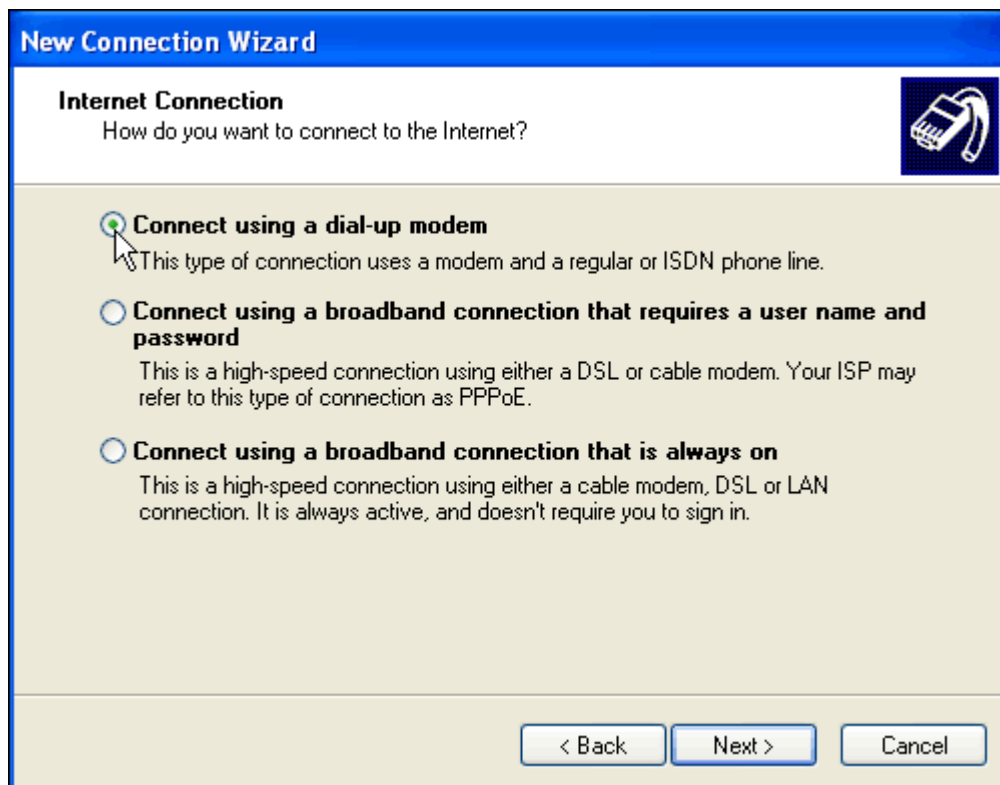 New Connection Wizard
Internet Connection
How do you want to connect to the Internet?
Connect using a dial-up modem
This type of connection uses a modem and a regular or ISDN phone line.
Connect using a broadband connection that requires a user name and
password
This is a high-speed connection using either a DSL or cable modem. Your ISP may
refer to this type of connection as PPPoE.
Connect using a broadband connection that is always on
This is a high-speed connection using either a cable modem, DSL or LAN
connection. It is always active, and doesn't require you to sign in.
< Back Next > Cancel